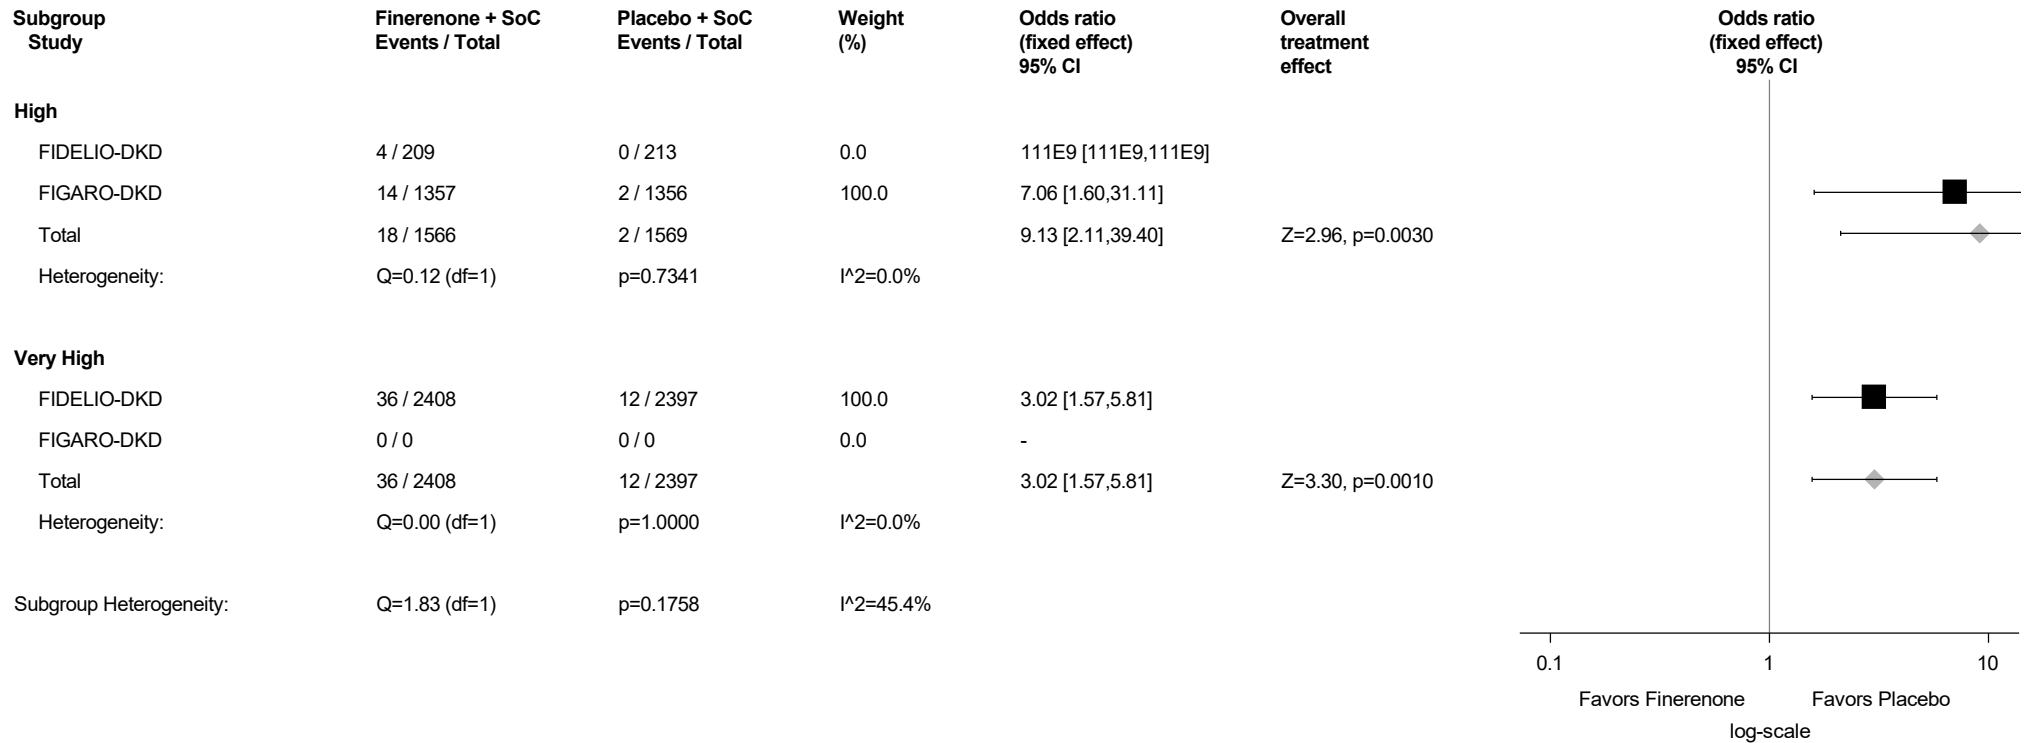 Subgroup Finerenone + SoC Placebo + SoC Weight Odds ratio Overall Odds ratio
Study Events / Total Events / Total (%) (fixed effect) treatment (fixed effect)
95% CI effect 95% CI
High
FIDELIO-DKD 4 / 209 0 / 213 0.0 111E9 [111E9,111E9]
FIGARO-DKD 14 / 1357 2 / 1356 100.0 7.06 [1.60,31.11]
Total 18 / 1566 2 / 1569 9.13 [2.11,39.40] Z=2.96, p=0.0030
Heterogeneity: Q=0.12 (df=1) p=0.7341 I^2=0.0%
Very High
FIDELIO-DKD 36 / 2408 12 / 2397 100.0 3.02 [1.57,5.81]
FIGARO-DKD 0 / 0 0 / 0 0.0 -
Total 36 / 2408 12 / 2397 3.02 [1.57,5.81] Z=3.30, p=0.0010
Heterogeneity: Q=0.00 (df=1) p=1.0000 I^2=0.0%
Subgroup Heterogeneity: Q=1.83 (df=1) p=0.1758 I^2=45.4%
0.1 1 10
Favors Finerenone Favors Placebo
log-scale